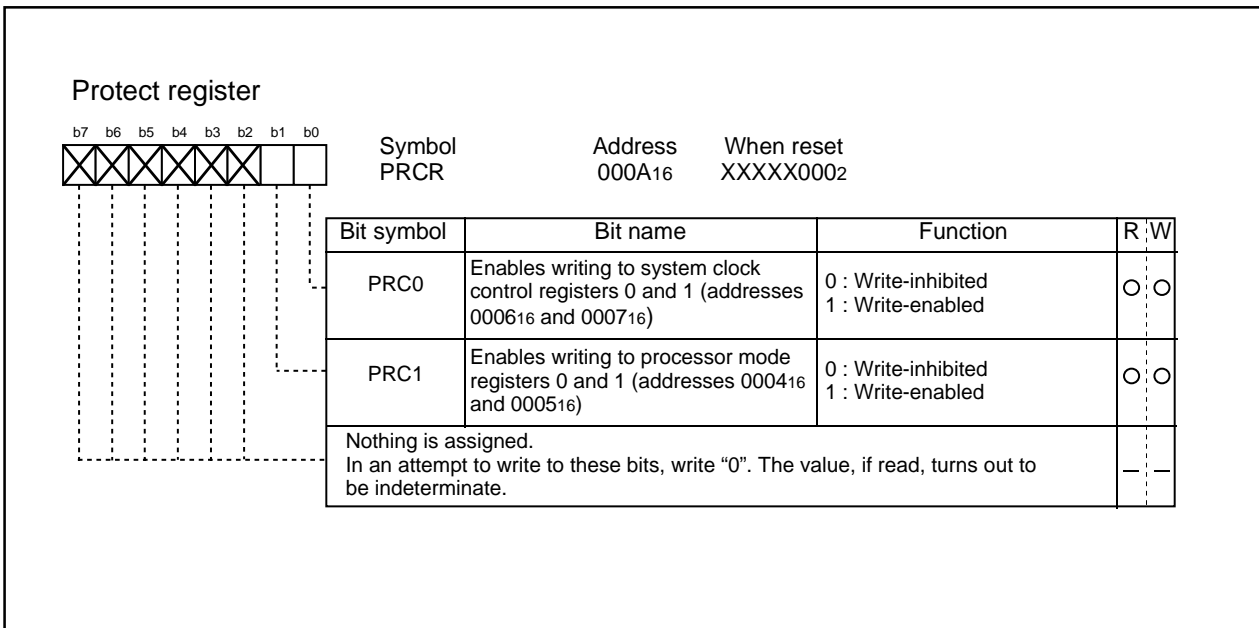 Protect register
b7 b6 b5 b4 b3 b2 b1 b0
Symbol Address When reset
PRCR 000A16 XXXXX0002
Bit symbol Bit name Function R W
PRC0
Enables writing to system clock
control registers 0 and 1 (addresses
000616 and 000716)
0 : Write-inhibited
1 : Write-enabled
PRC1
Enables writing to processor mode
registers 0 and 1 (addresses 000416
and 000516)
0 : Write-inhibited
1 : Write-enabled
Nothing is assigned.
In an attempt to write to these bits, write “0”. The value, if read, turns out to
be indeterminate.